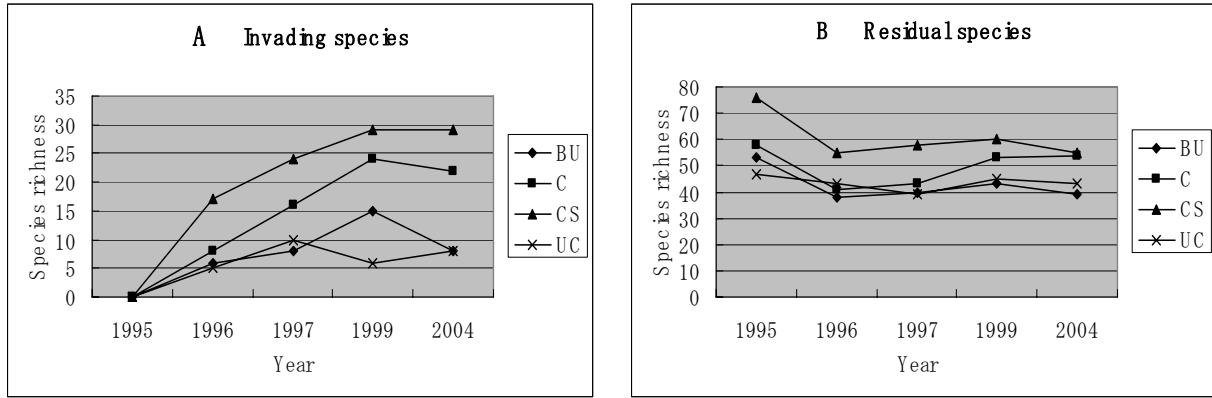 A Invading species
Species richness
35
30
25
20
15
10
5
0
1995 1996 1997 1999 2004
Year
BU
C
CS
UC
B Residual species
Species richness
80
70
60
50
40
30
20
10
0
1995 1996 1997 1999 2004
Year
BU
C
CS
UC